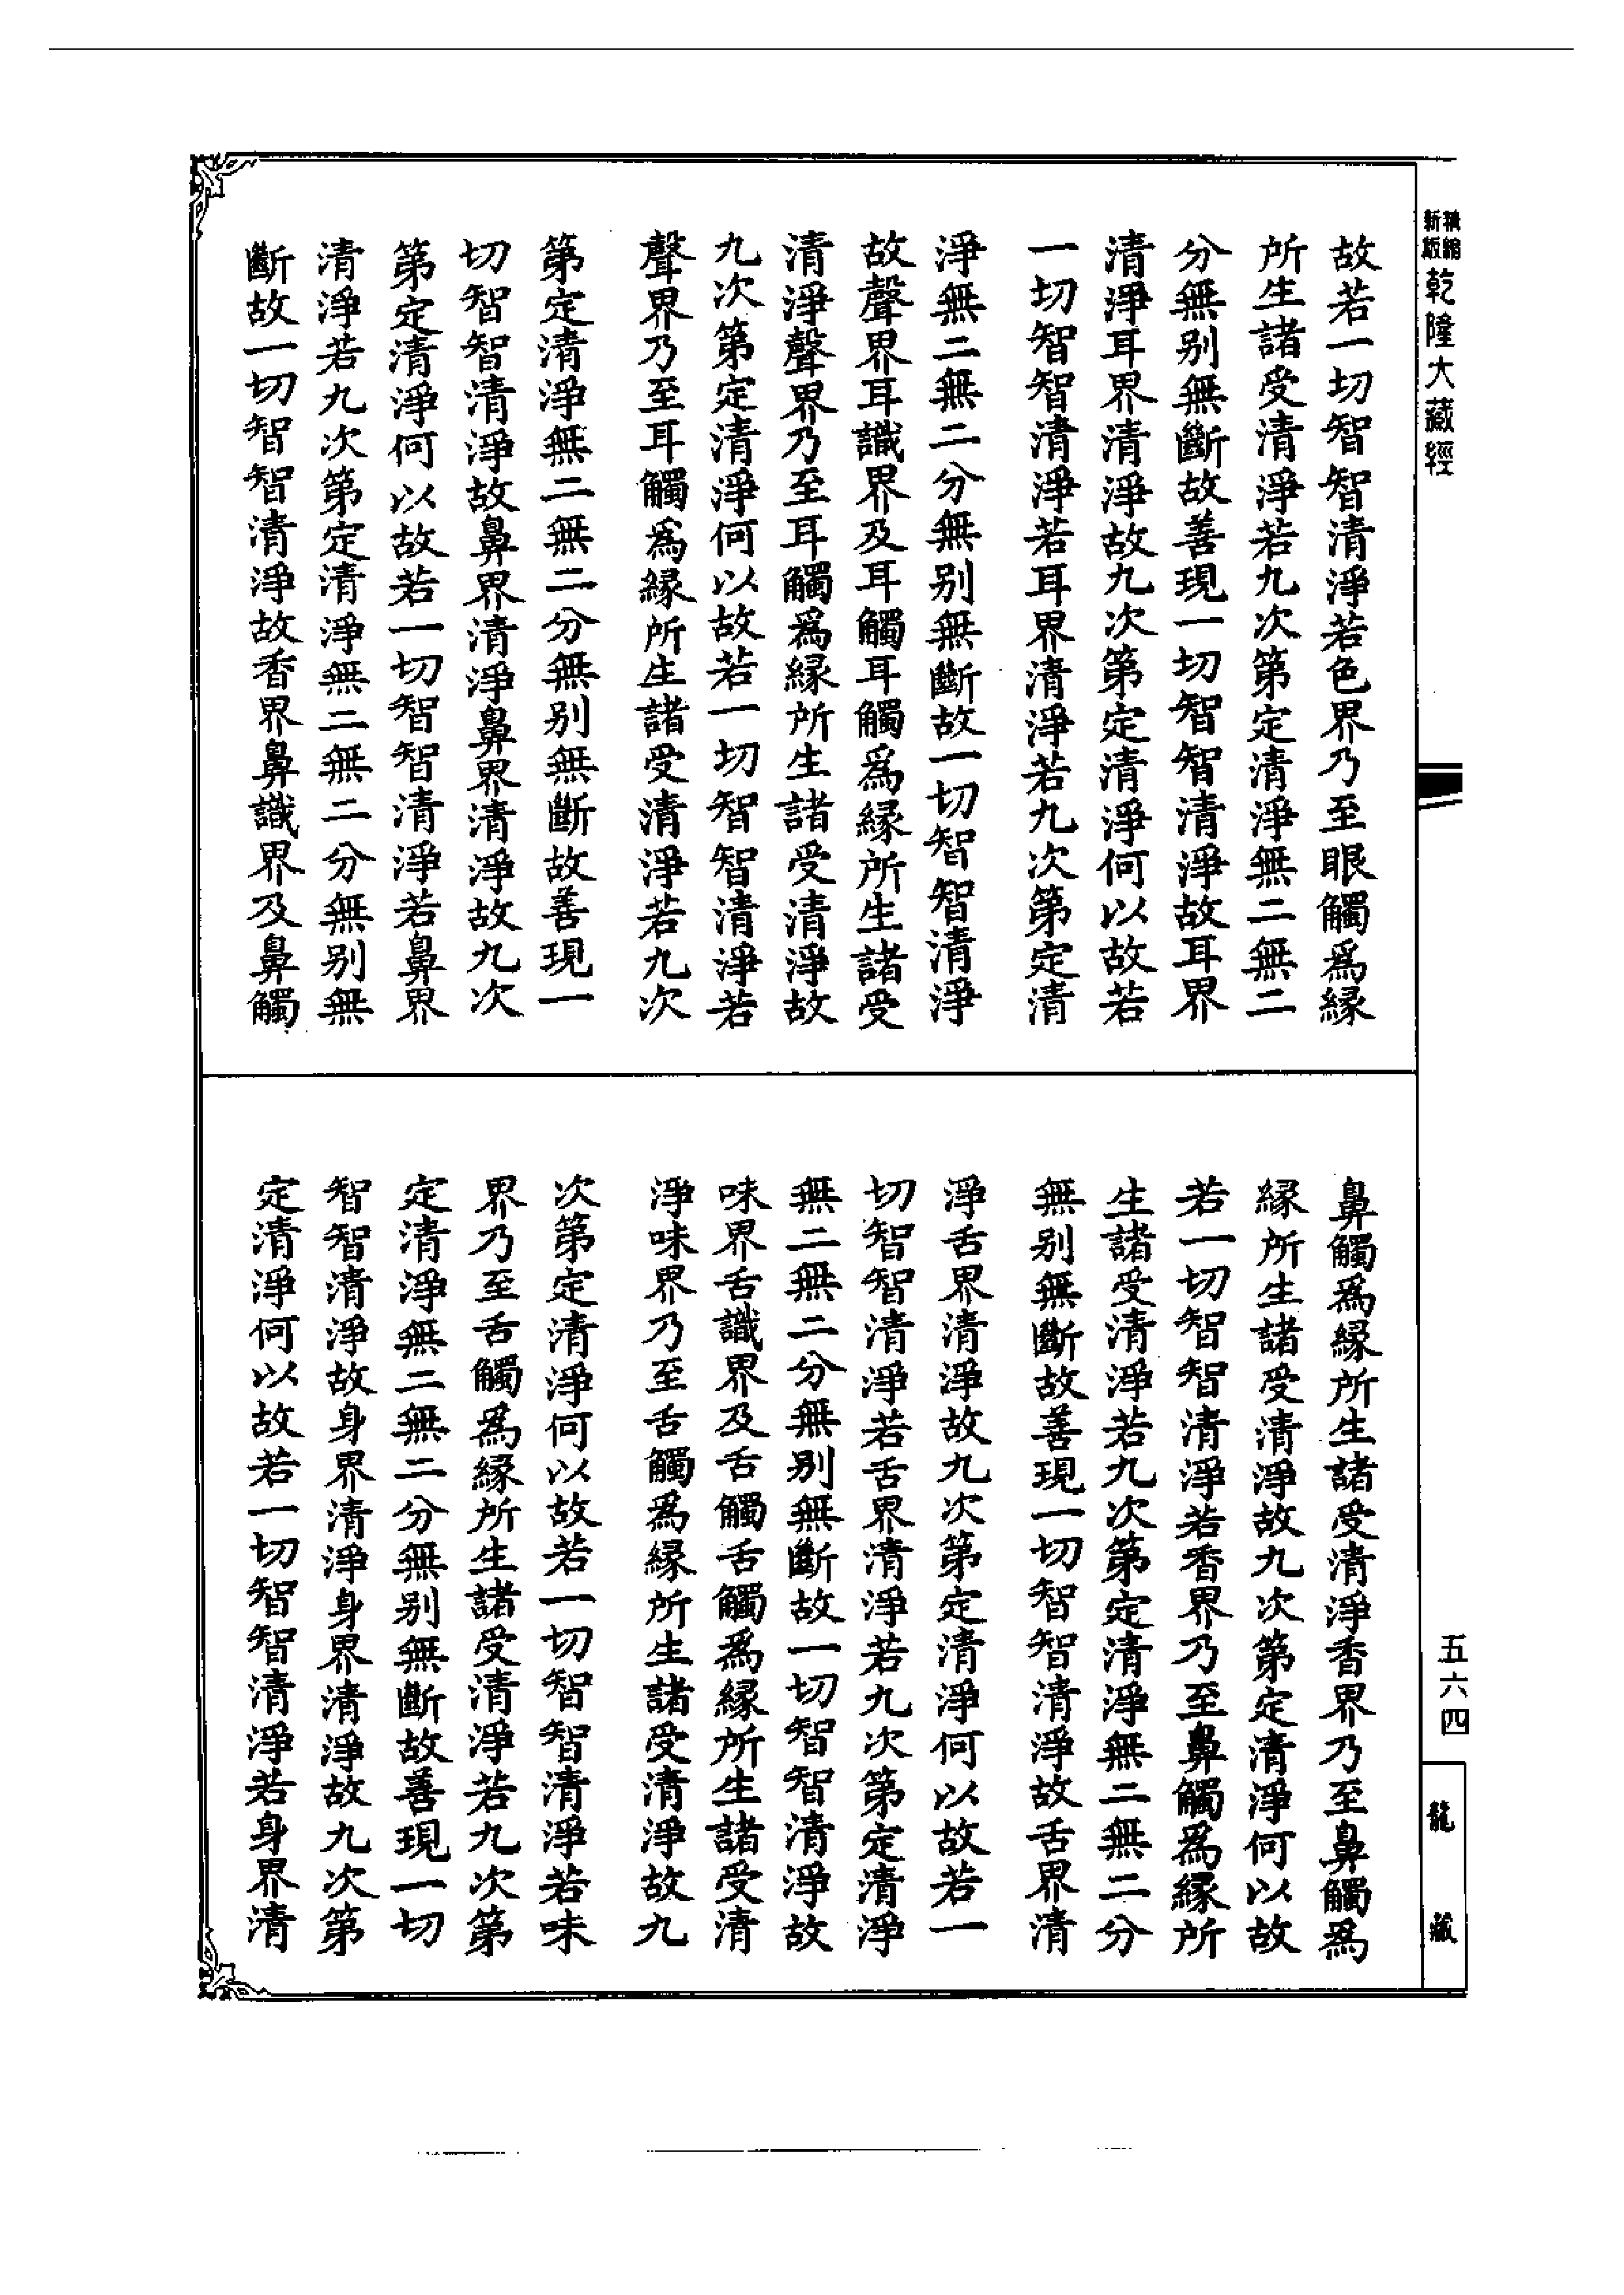 新版
精縮
乾隆大藏經
故若一切智智清淨若色界乃至眼觸爲緣
所生諸受清淨若九次第定清淨無二無二
分無别無斷故善現一切智智清淨故耳界
清淨耳界清淨故九次第定清淨何以故若
一切智智清淨若耳界清淨若九次第定清
淨無二無二分無别無斷故一切智智清淨
故聲界耳識界及耳觸耳觸爲緣所生諸受
清淨聲界乃至耳觸爲緣所生諸受清淨故
九次第定清淨何以故若一切智智清淨若
聲界乃至耳觸爲緣所生諸受清淨若九次
第定清淨無二無二分無别無斷故善現一
切智智清淨故鼻界清淨鼻界清淨故九次
第定清淨何以故若一切智智清淨若鼻界
清淨若九次第定清淨無二無二分無别無
斷故一切智智清淨故香界鼻識界及鼻觸
鼻觸爲緣所生諸受清淨香界乃至鼻觸爲
緣所生諸受清淨故九次第定清淨何以故
若一切智智清淨若香界乃至鼻觸爲緣所
生諸受清淨若九次第定清淨無二無二分
無别無斷故善現一切智智清淨故舌界清
淨舌界清淨故九次第定清淨何以故若一
切智智清淨若舌界清淨若九次第定清淨
無二無二分無别無斷故一切智智清淨故
味界舌識界及舌觸舌觸爲緣所生諸受清
淨味界乃至舌觸爲緣所生諸受清淨故九
次第定清淨何以故若一切智智清淨若味
界乃至舌觸爲緣所生諸受清淨若九次第
定清淨無二無二分無别無斷故善現一切
智智清淨故身界清淨身界清淨故九次第
定清淨何以故若一切智智清淨若身界清
五六四
龍藏